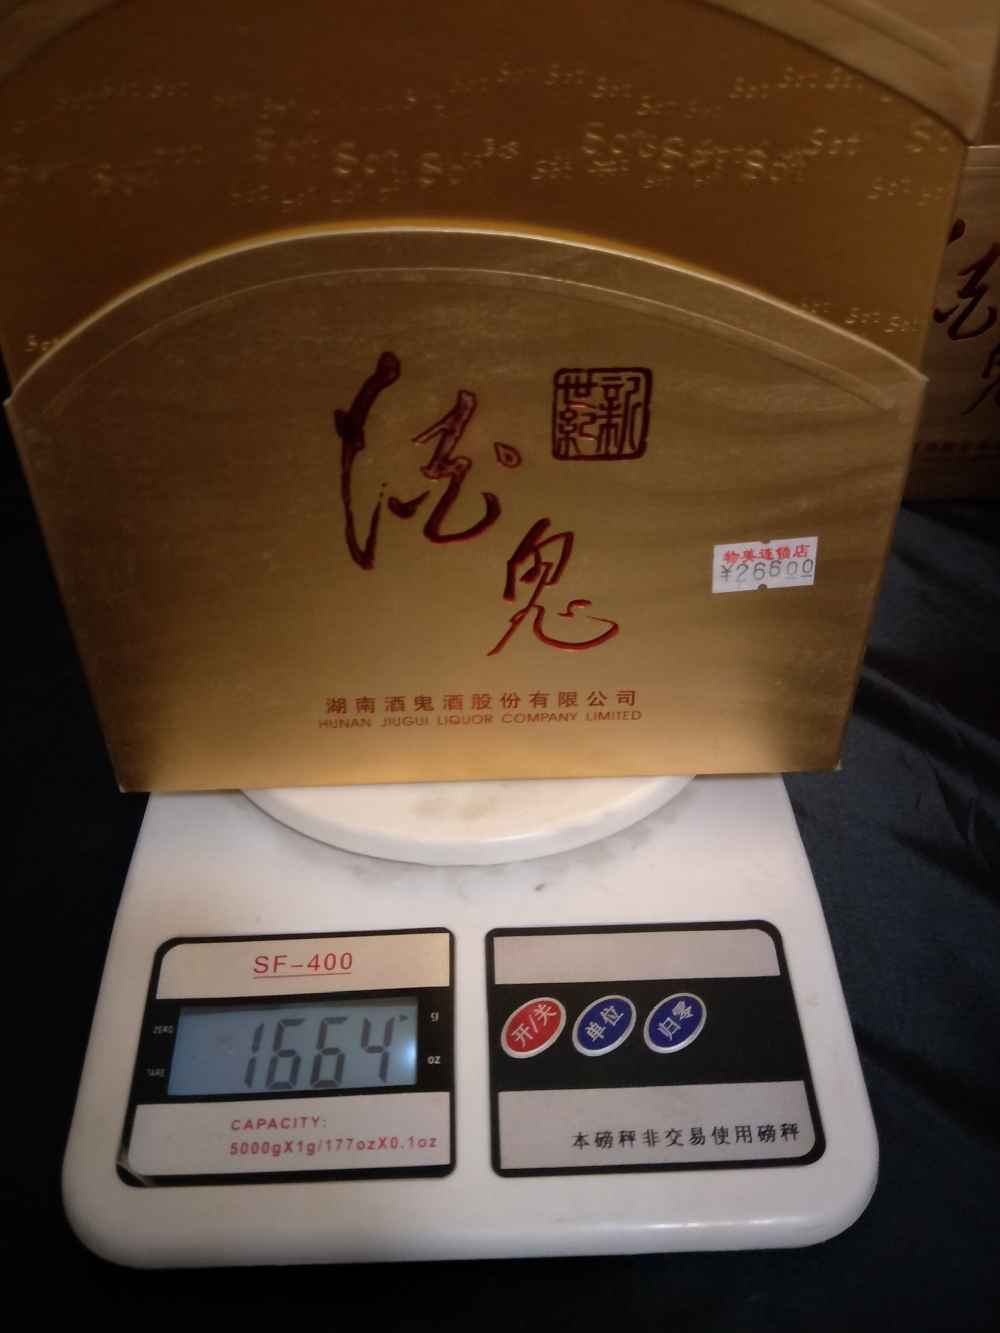 酒
鬼
新世紀
物美连锁店
¥266.00
湖南酒鬼酒股份有限公司
HUNAN JIUGUI LIQUOR COMPANY LIMITED
SF-400
ZERO
TARE
1664
g
oz
CAPACITY:
5000gX1g/177ozX0.1oz
开/关
单位
归零
本磅秤非交易使用磅秤